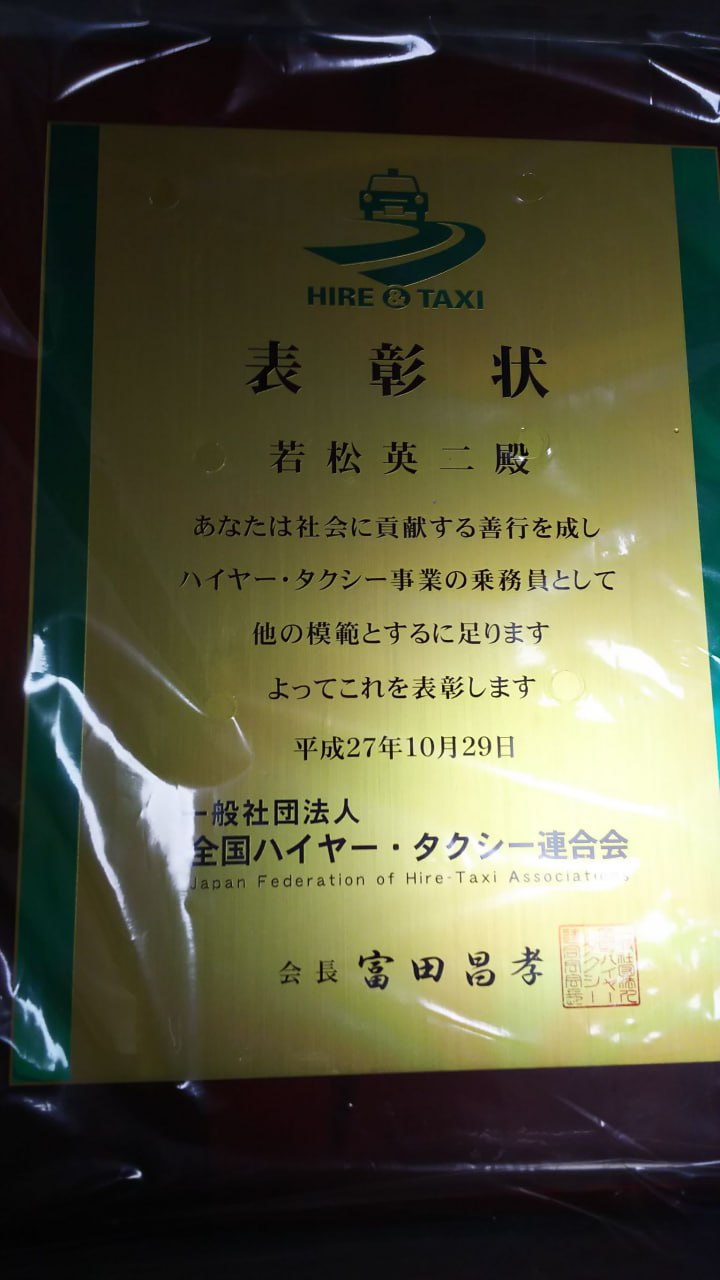 HIRE & TAXI
表彰状
若松英二殿
あなたは社会に貢献する善行を成し
ハイヤー・タクシー事業の乗務員として
他の模範とするに足ります
よってこれを表彰します
平成27年10月29日
一般社団法人
全国ハイヤー・タクシー連合会
Japan Federation of Hire-Taxi Associations
会長 富田昌孝